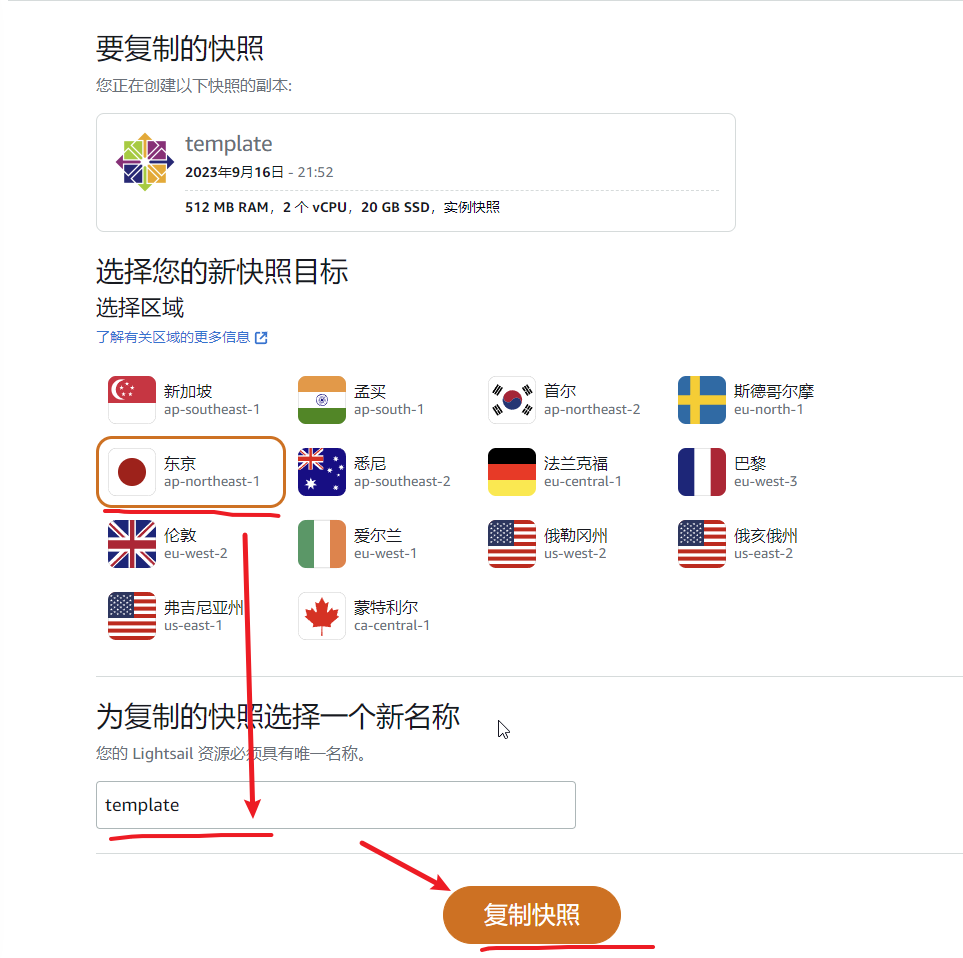 要复制的快照
您正在创建以下快照的副本:
template
2023年9月16日 - 21:52
512 MB RAM，2 个 vCPU，20 GB SSD，实例快照
选择您的新快照目标
选择区域
了解有关区域的更多信息
新加坡
ap-southeast-1
孟买
ap-south-1
首尔
ap-northeast-2
斯德哥尔摩
eu-north-1
东京
ap-northeast-1
悉尼
ap-southeast-2
法兰克福
eu-central-1
巴黎
eu-west-3
伦敦
eu-west-2
爱尔兰
eu-west-1
俄勒冈州
us-west-2
俄亥俄州
us-east-2
弗吉尼亚州
us-east-1
蒙特利尔
ca-central-1
为复制的快照选择一个新名称
您的 Lightsail 资源必须具有唯一名称。
template
复制快照